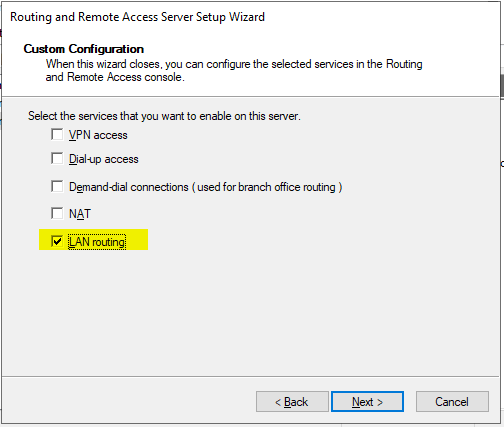 Routing and Remote Access Server Setup Wizard
Custom Configuration
When this wizard closes, you can configure the selected services in the Routing
and Remote Access console.
Select the services that you want to enable on this server.
VPN access
Dial-up access
Demand-dial connections ( used for branch office routing )
NAT
LAN routing
< Back
Next >
Cancel